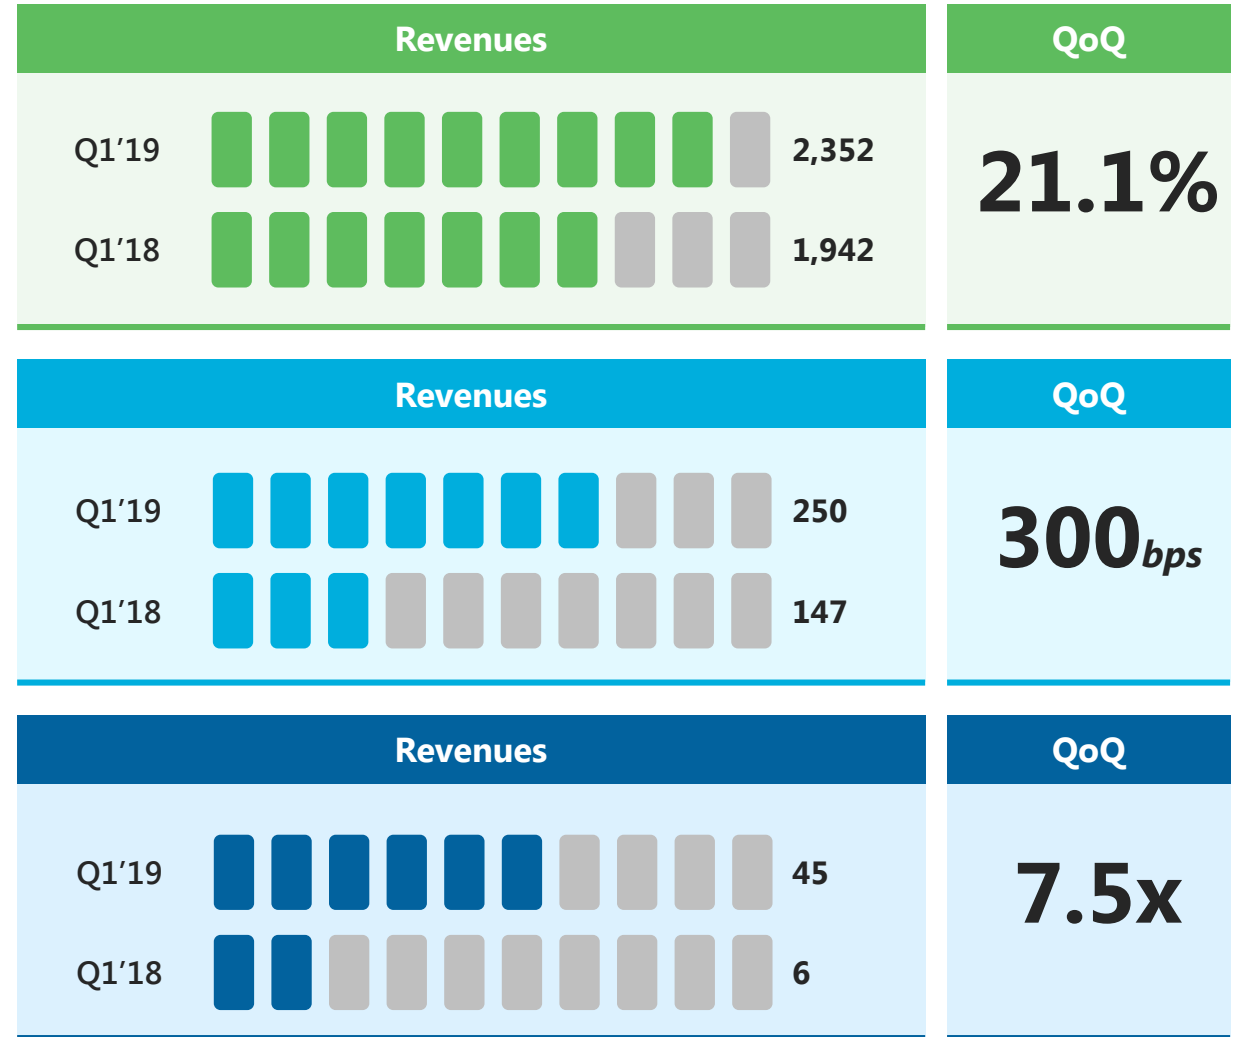 Revenues
QoQ
Q1’19
2,352
21.1%
Q1’18
1,942
Revenues
QoQ
Q1’19
250
300bps
Q1’18
147
Revenues
QoQ
Q1’19
45
7.5x
Q1’18
6